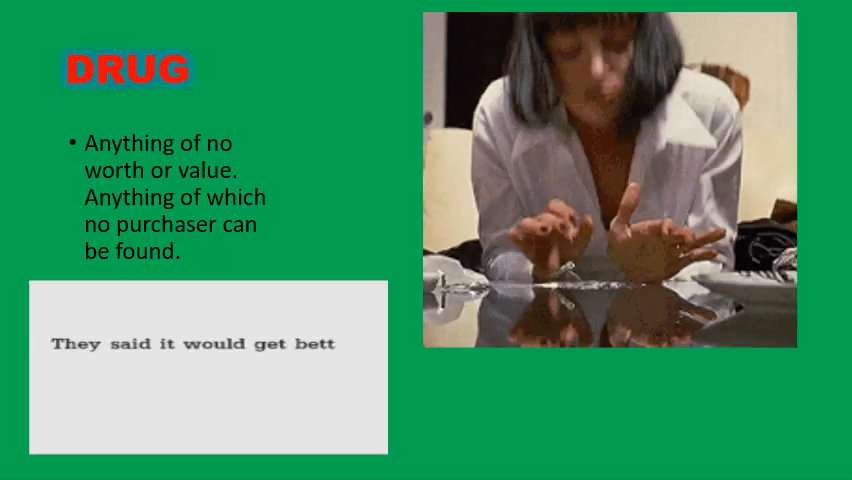 DRUG
• Anything of no
worth or value.
Anything of which
no purchaser can
be found.
They said it would get bett